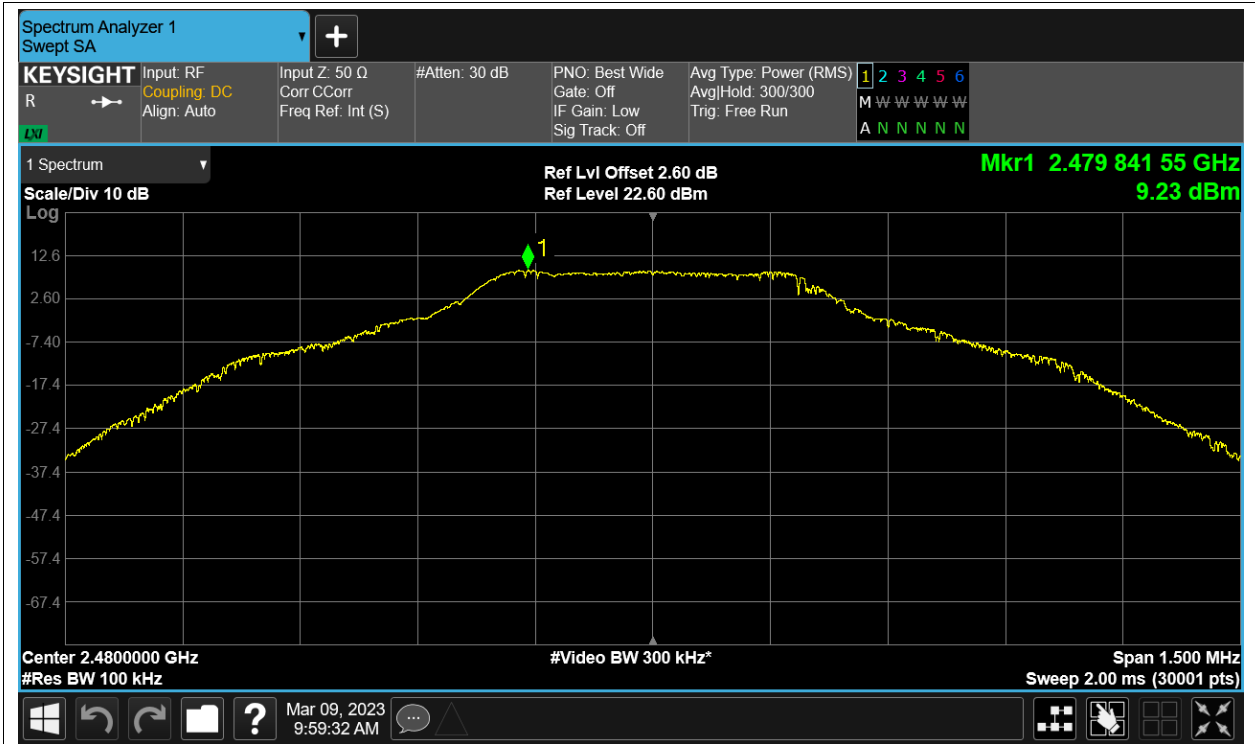 Spectrum Analyzer 1
Swept SA
+
KEYSIGHT Input: RF Input Z: 50 Ω #Atten: 30 dB PNO: Best Wide Avg Type: Power (RMS) 1 2 3 4 5 6
R Coupling: DC Corr CCorr Gate: Off Avg|Hold: 300/300 M W W W W W W
Align: Auto Freq Ref: Int (S) IF Gain: Low Trig: Free Run
LXI Sig Track: Off A N N N N N
1 Spectrum
Ref Lvl Offset 2.60 dB Mkr1 2.479 841 55 GHz
Scale/Div 10 dB Ref Level 22.60 dBm 9.23 dBm
Log
1
12.6
2.60
-7.40
-17.4
-27.4
-37.4
-47.4
-57.4
-67.4
Center 2.4800000 GHz #Video BW 300 kHz* Span 1.500 MHz
#Res BW 100 kHz Sweep 2.00 ms (30001 pts)
? Mar 09, 2023
9:59:32 AM